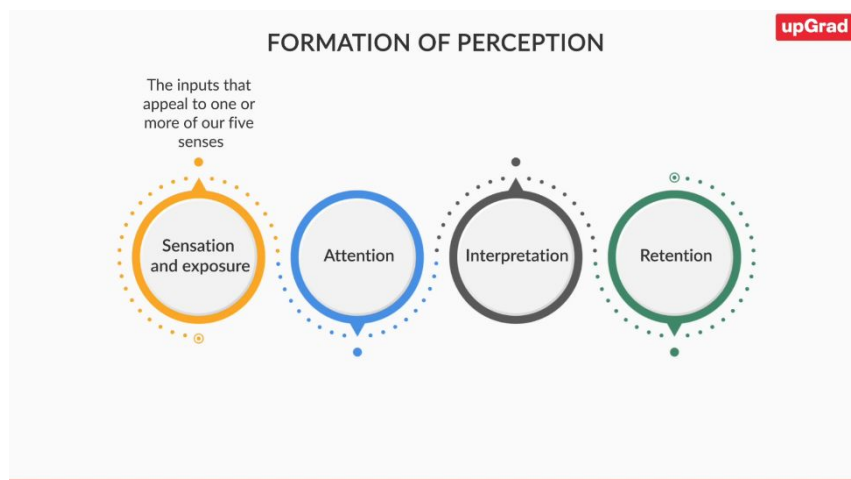 upGrad
FORMATION OF PERCEPTION
The inputs that
appeal to one or
more of our five
senses
Sensation
and exposure
Attention
Interpretation
Retention